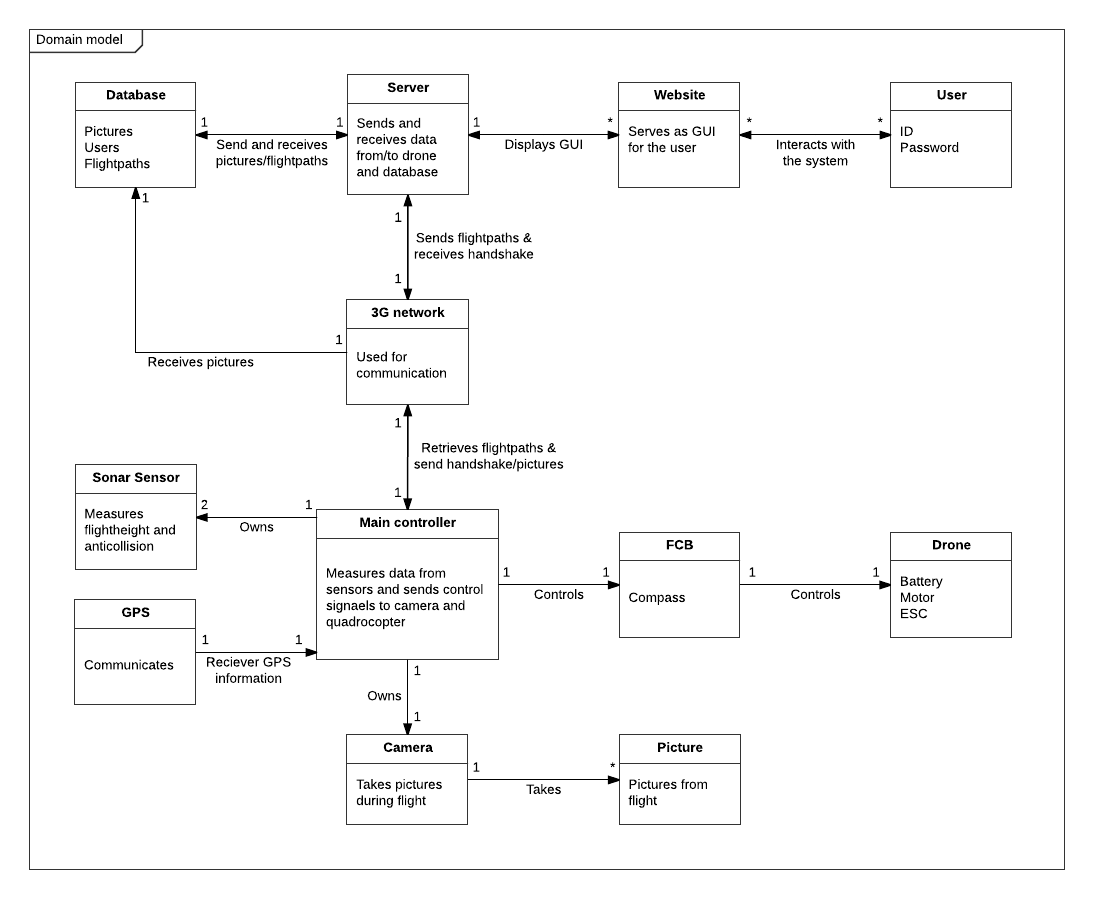 Domain model
Database
Pictures
Users
Flightpaths
1
1
Send and receives
pictures/flightpaths
Server
Sends and
receives data
from/to drone
and database
1
*
Displays GUI
Website
Serves as GUI
for the user
*
*
Interacts with
the system
User
ID
Password
1
1
Sends flightpaths &
receives handshake
1
3G network
Used for
communication
1
Receives pictures
1
Retrieves flightpaths &
send handshake/pictures
1
Sonar Sensor
Measures
flightheight and
anticollision
2
1
Owns
Main controller
Measures data from
sensors and sends control
signaels to camera and
quadrocopter
1
1
Controls
FCB
Compass
1
1
Controls
Drone
Battery
Motor
ESC
GPS
Communicates
1
1
Reciever GPS
information
1
Owns
1
Camera
Takes pictures
during flight
1
*
Takes
Picture
Pictures from
flight